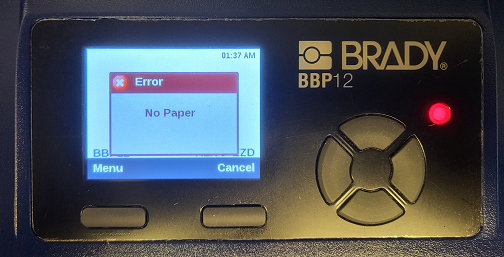 01:37 AM
BRADY®
BBP12
Error
No Paper
Menu
Cancel